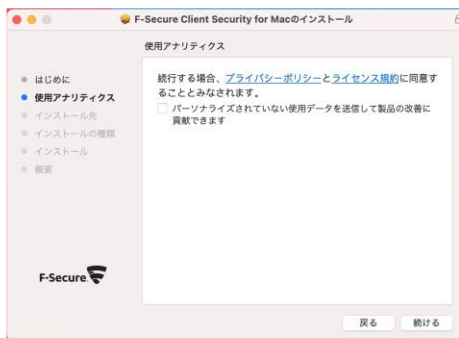 F-Secure Client Security for Macのインストール
使用アナリティクス
はじめに
使用アナリティクス
インストール先
インストールの種類
インストール
概要
続行する場合、プライバシーポリシーとライセンス規約に同意す
ることとみなされます。
パーソナライズされていない使用データを送信して製品の改善に
貢献できます
F-Secure
戻る
続ける